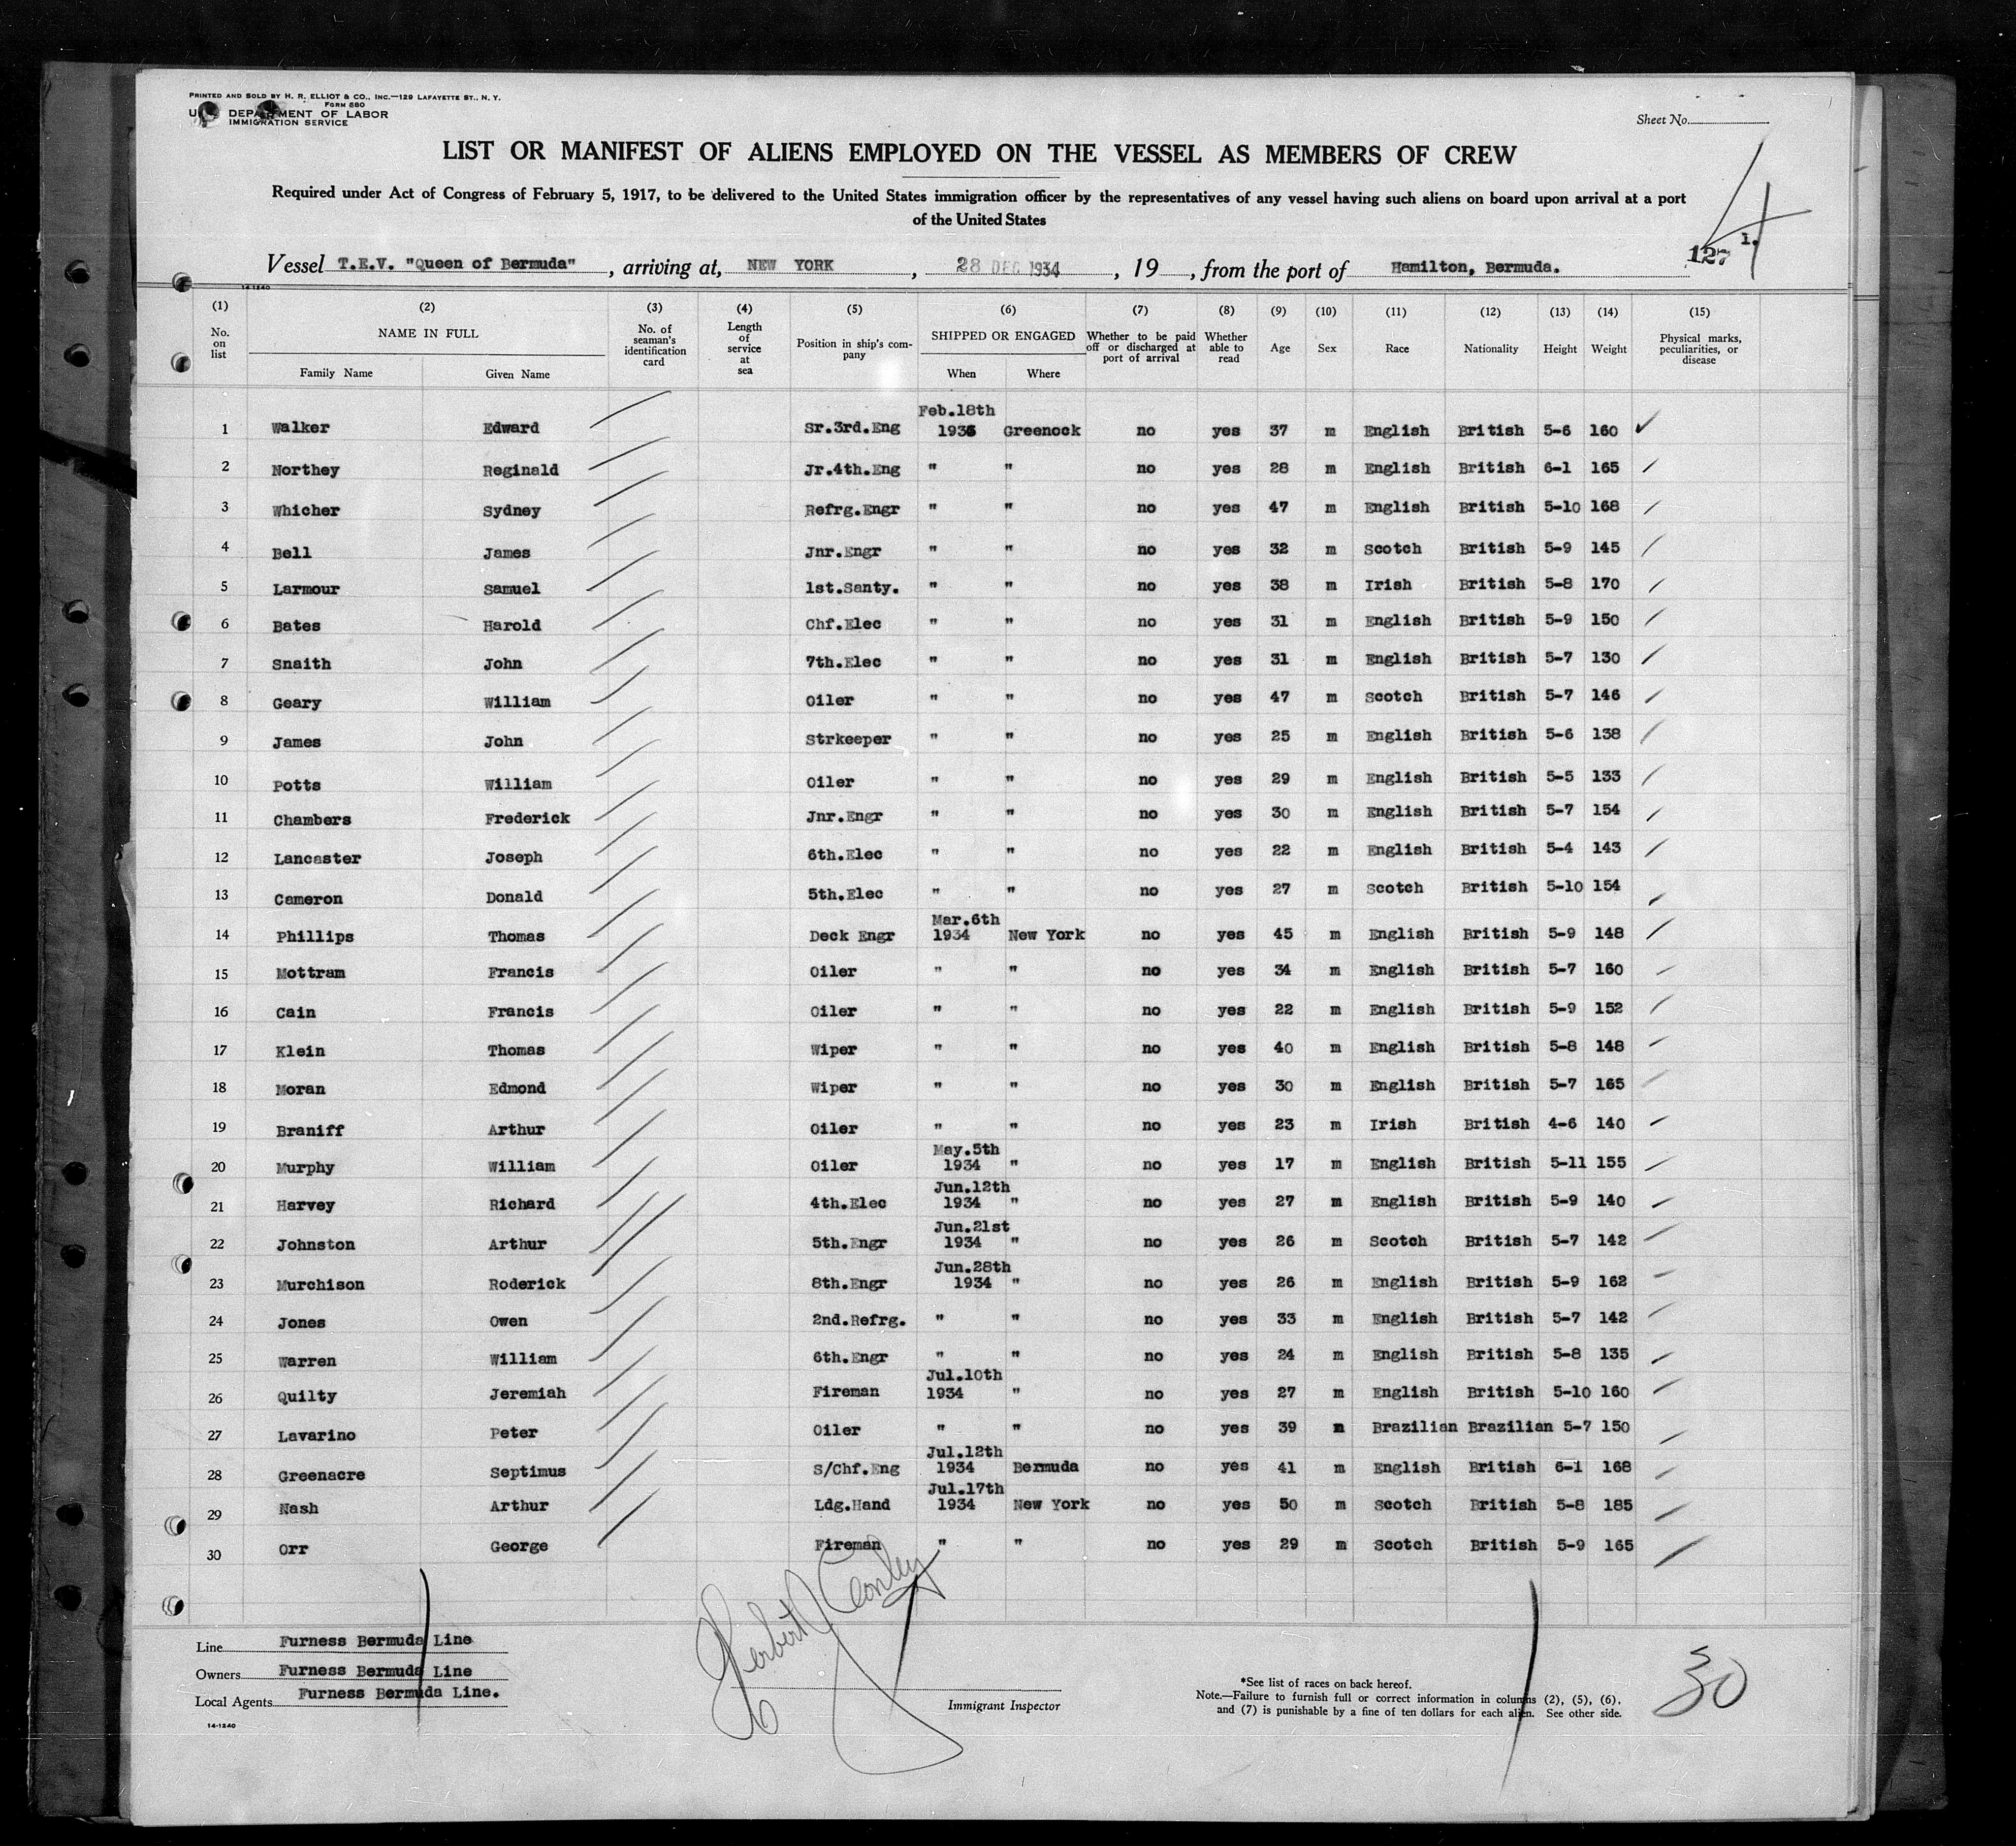 PRINTED AND SOLD BY H. R. ELLIOT & CO., INC.—129 LAFAYETTE ST., N. Y.
FORM 680
DEPARTMENT OF LABOR
IMMIGRATION SERVICE
Sheet No.
LIST OR MANIFEST OF ALIENS EMPLOYED ON THE VESSEL AS MEMBERS OF CREW
Required under Act of Congress of February 5, 1917, to be delivered to the United States immigration officer by the representatives of any vessel having such aliens on board upon arrival at a port
of the United States
4
1.
127
Vessel T.E.V. "Queen of Bermuda", arriving at, NEW YORK, 28 DEC 1934, 19, from the port of Hamilton, Bermuda.
14-1240
(1) (2) (3) (4) (5) (6) (7) (8) (9) (10) (11) (12) (13) (14) (15)
No. on list NAME IN FULL Family Name Given Name No. of seaman's identification card Length of service at sea Position in ship's company SHIPPED OR ENGAGED When Where Whether to be paid off or discharged at port of arrival Whether able to read Age Sex Race Nationality Height Weight Physical marks, peculiarities, or disease
Feb.18th
1 Walker Edward Sr.3rd.Eng 1935 Greenock no yes 37 m English British 5-6 160
2 Northey Reginald Jr.4th.Eng " " no yes 28 m English British 6-1 165
3 Whicher Sydney Refrg.Engr " " no yes 47 m English British 5-10 168
4 Bell James Jnr.Engr " " no yes 32 m Scotch British 5-9 145
5 Larmour Samuel 1st.Santy. " " no yes 38 m Irish British 5-8 170
6 Bates Harold Chf.Elec " " no yes 31 m English British 5-9 150
7 Snaith John 7th.Elec " " no yes 31 m English British 5-7 130
8 Geary William Oiler " " no yes 47 m Scotch British 5-7 146
9 James John Strkeeper " " no yes 25 m English British 5-6 138
10 Potts William Oiler " " no yes 29 m English British 5-5 133
11 Chambers Frederick Jnr.Engr " " no yes 30 m English British 5-7 154
12 Lancaster Joseph 6th.Elec " " no yes 22 m English British 5-4 143
13 Cameron Donald 5th.Elec " " no yes 27 m Scotch British 5-10 154
Mar.6th
14 Phillips Thomas Deck Engr 1934 New York no yes 45 m English British 5-9 148
15 Mottram Francis Oiler " " no yes 34 m English British 5-7 160
16 Cain Francis Oiler " " no yes 22 m English British 5-9 152
17 Klein Thomas Wiper " " no yes 40 m English British 5-8 148
18 Moran Edmond Wiper " " no yes 30 m English British 5-7 165
19 Braniff Arthur Oiler " " no yes 23 m Irish British 4-6 140
May.5th
20 Murphy William Oiler 1934 " no yes 17 m English British 5-11 155
Jun.12th
21 Harvey Richard 4th.Elec 1934 " no yes 27 m English British 5-9 140
Jun.21st
22 Johnston Arthur 5th.Engr 1934 " no yes 26 m Scotch British 5-7 142
Jun.28th
23 Murchison Roderick 8th.Engr 1934 " no yes 26 m English British 5-9 162
24 Jones Owen 2nd.Refrg. " " no yes 33 m English British 5-7 142
25 Warren William 6th.Engr " " no yes 24 m English British 5-8 135
Jul.10th
26 Quilty Jeremiah Fireman 1934 " no yes 27 m English British 5-10 160
27 Lavarino Peter Oiler " " no yes 39 m Brazilian Brazilian 5-7 150
Jul.12th
28 Greenacre Septimus S/Chf.Eng 1934 Bermuda no yes 41 m English British 6-1 168
Jul.17th
29 Nash Arthur Ldg.Hand 1934 New York no yes 50 m Scotch British 5-8 185
30 Orr George Fireman " " no yes 29 m Scotch British 5-9 165
Line Furness Bermuda Line
Owners Furness Bermuda Line
Local Agents Furness Bermuda Line.
14-1240
Herbert Conley
Immigrant Inspector
*See list of races on back hereof.
Note.—Failure to furnish full or correct information in columns (2), (5), (6),
and (7) is punishable by a fine of ten dollars for each alien. See other side.
30